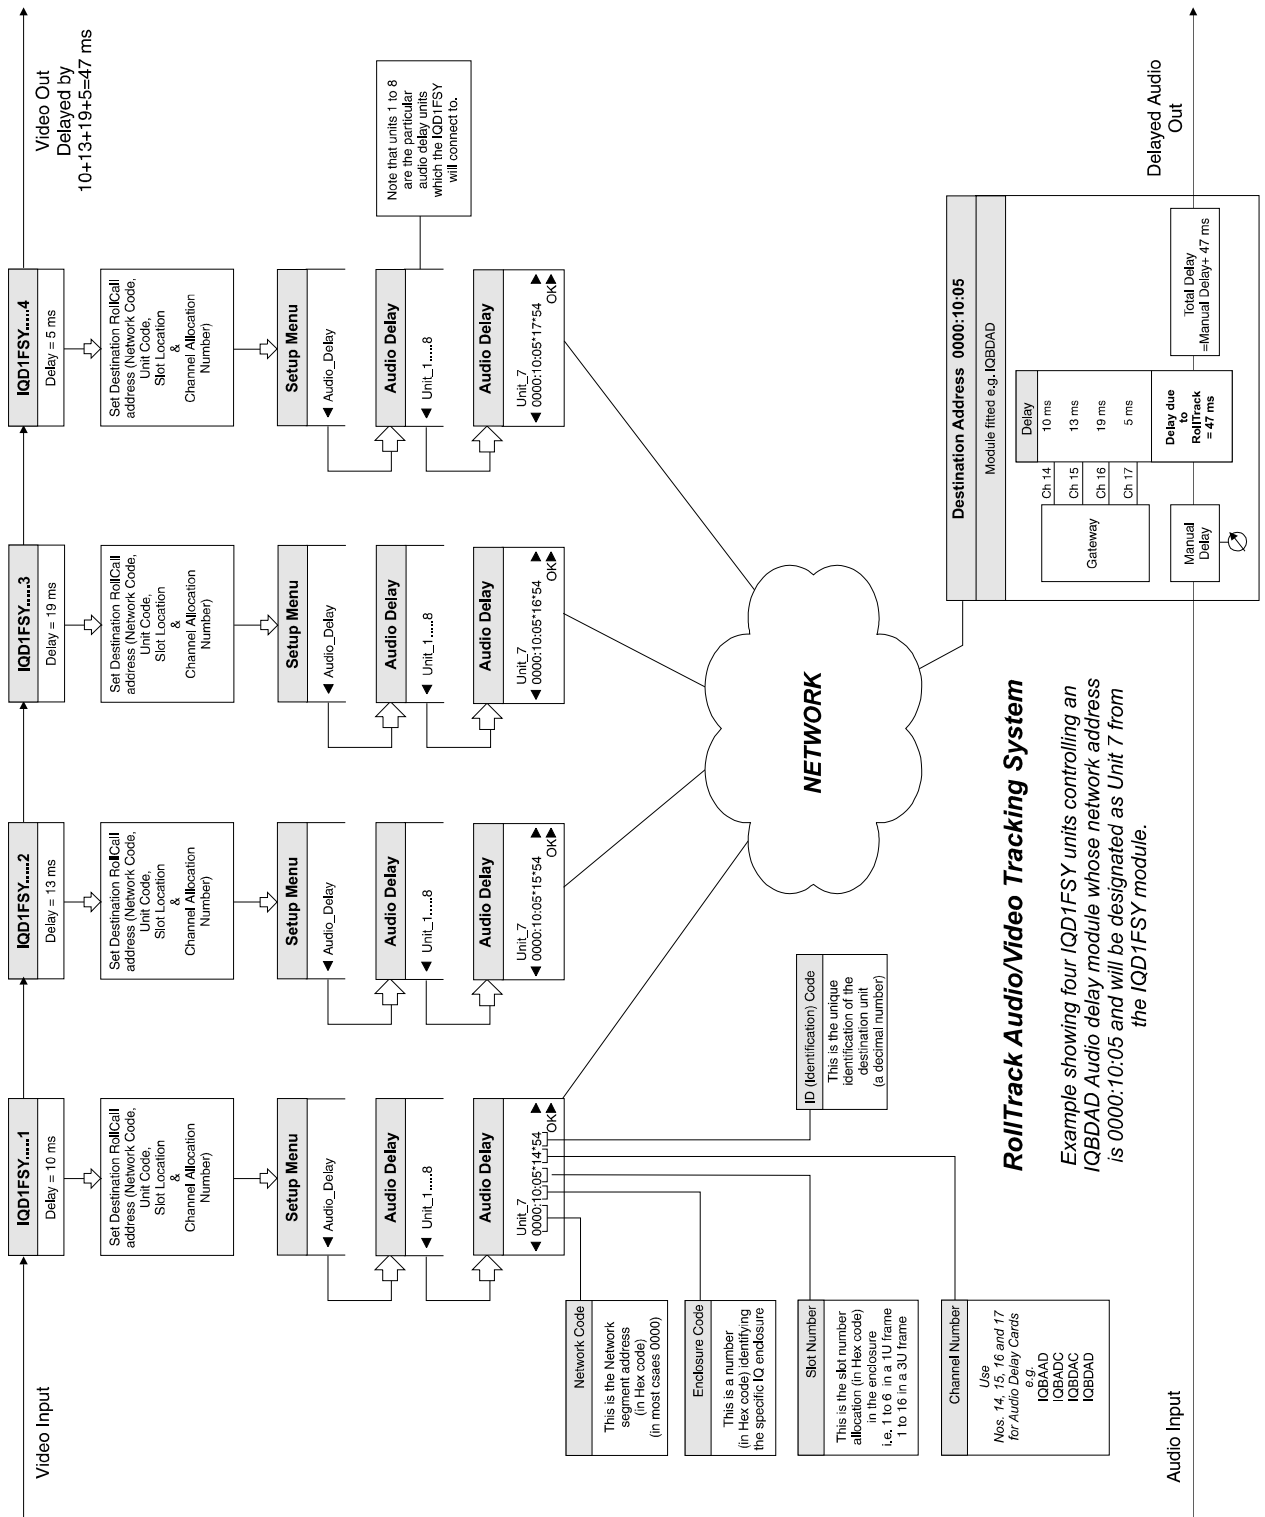 Video Input
IQD1FSY.....1
Delay = 10 ms
Set Destination RollCall
address (Network Code,
Unit Code,
Slot Location
&
Channel Allocation
Number)
Setup Menu
◀ Audio_Delay
Audio Delay
◀ Unit_1.....8
Audio Delay
Unit_7
◀ 0000:10:05*14*54 ▶
OK▶
IQD1FSY.....2
Delay = 13 ms
Set Destination RollCall
address (Network Code,
Unit Code,
Slot Location
&
Channel Allocation
Number)
Setup Menu
◀ Audio_Delay
Audio Delay
◀ Unit_1.....8
Audio Delay
Unit_7
◀ 0000:10:05*15*54 ▶
OK▶
IQD1FSY.....3
Delay = 19 ms
Set Destination RollCall
address (Network Code,
Unit Code,
Slot Location
&
Channel Allocation
Number)
Setup Menu
◀ Audio_Delay
Audio Delay
◀ Unit_1.....8
Audio Delay
Unit_7
◀ 0000:10:05*16*54 ▶
OK▶
IQD1FSY.....4
Delay = 5 ms
Set Destination RollCall
address (Network Code,
Unit Code,
Slot Location
&
Channel Allocation
Number)
Setup Menu
◀ Audio_Delay
Audio Delay
◀ Unit_1.....8
Audio Delay
Unit_7
◀ 0000:10:05*17*54 ▶
OK▶
Video Out
Delayed by
10+13+19+5=47 ms
Note that units 1 to 8
are the particular
audio delay units
which the IQD1FSY
will connect to.
Network Code
This is the Network
segment address
(in Hex code)
(in most csaes 0000)
Enclosure Code
This is a number
(in Hex code) identifying
the specific IQ enclosure
Slot Number
This is the slot number
allocation (in Hex code)
in the enclosure
i.e. 1 to 6 in a 1U frame
1 to 16 in a 3U frame
Channel Number
Use
Nos. 14, 15, 16 and 17
for Audio Delay Cards
e.g.
IQBAAD
IQBADC
IQBDAC
IQBDAD
ID (Identification) Code
This is the unique
identification of the
destination unit
(a decimal number)
NETWORK
RollTrack Audio/Video Tracking System
Example showing four IQD1FSY units controlling an
IQBDAD Audio delay module whose network address
is 0000:10:05 and will be designated as Unit 7 from
the IQD1FSY module.
Destination Address 0000:10:05
Module fitted e.g. IQBDAD
Delay
Gateway
Ch 14
10 ms
Ch 15
13 ms
Ch 16
19 ms
Ch 17
5 ms
Manual
Delay
Delay due
to
RollTrack
= 47 ms
Total Delay
=Manual Delay+ 47 ms
Audio Input
Delayed Audio
Out